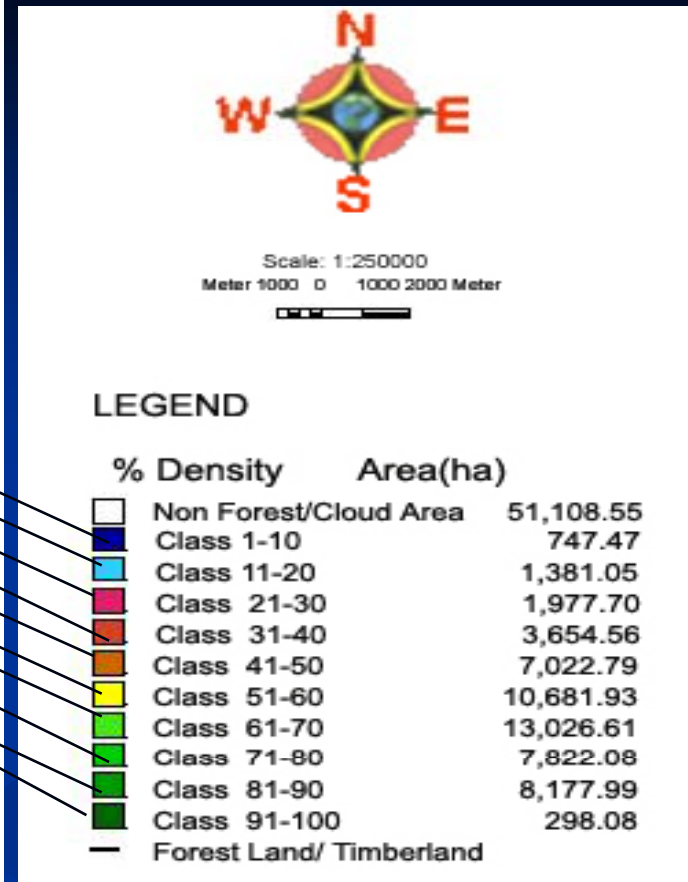 N
W E
S
Scale: 1:250000
Meter 1000 0 1000 2000 Meter
LEGEND
% Density Area(ha)
Non Forest/Cloud Area 51,108.55
Class 1-10 747.47
Class 11-20 1,381.05
Class 21-30 1,977.70
Class 31-40 3,654.56
Class 41-50 7,022.79
Class 51-60 10,681.93
Class 61-70 13,026.61
Class 71-80 7,822.08
Class 81-90 8,177.99
Class 91-100 298.08
Forest Land/ Timberland